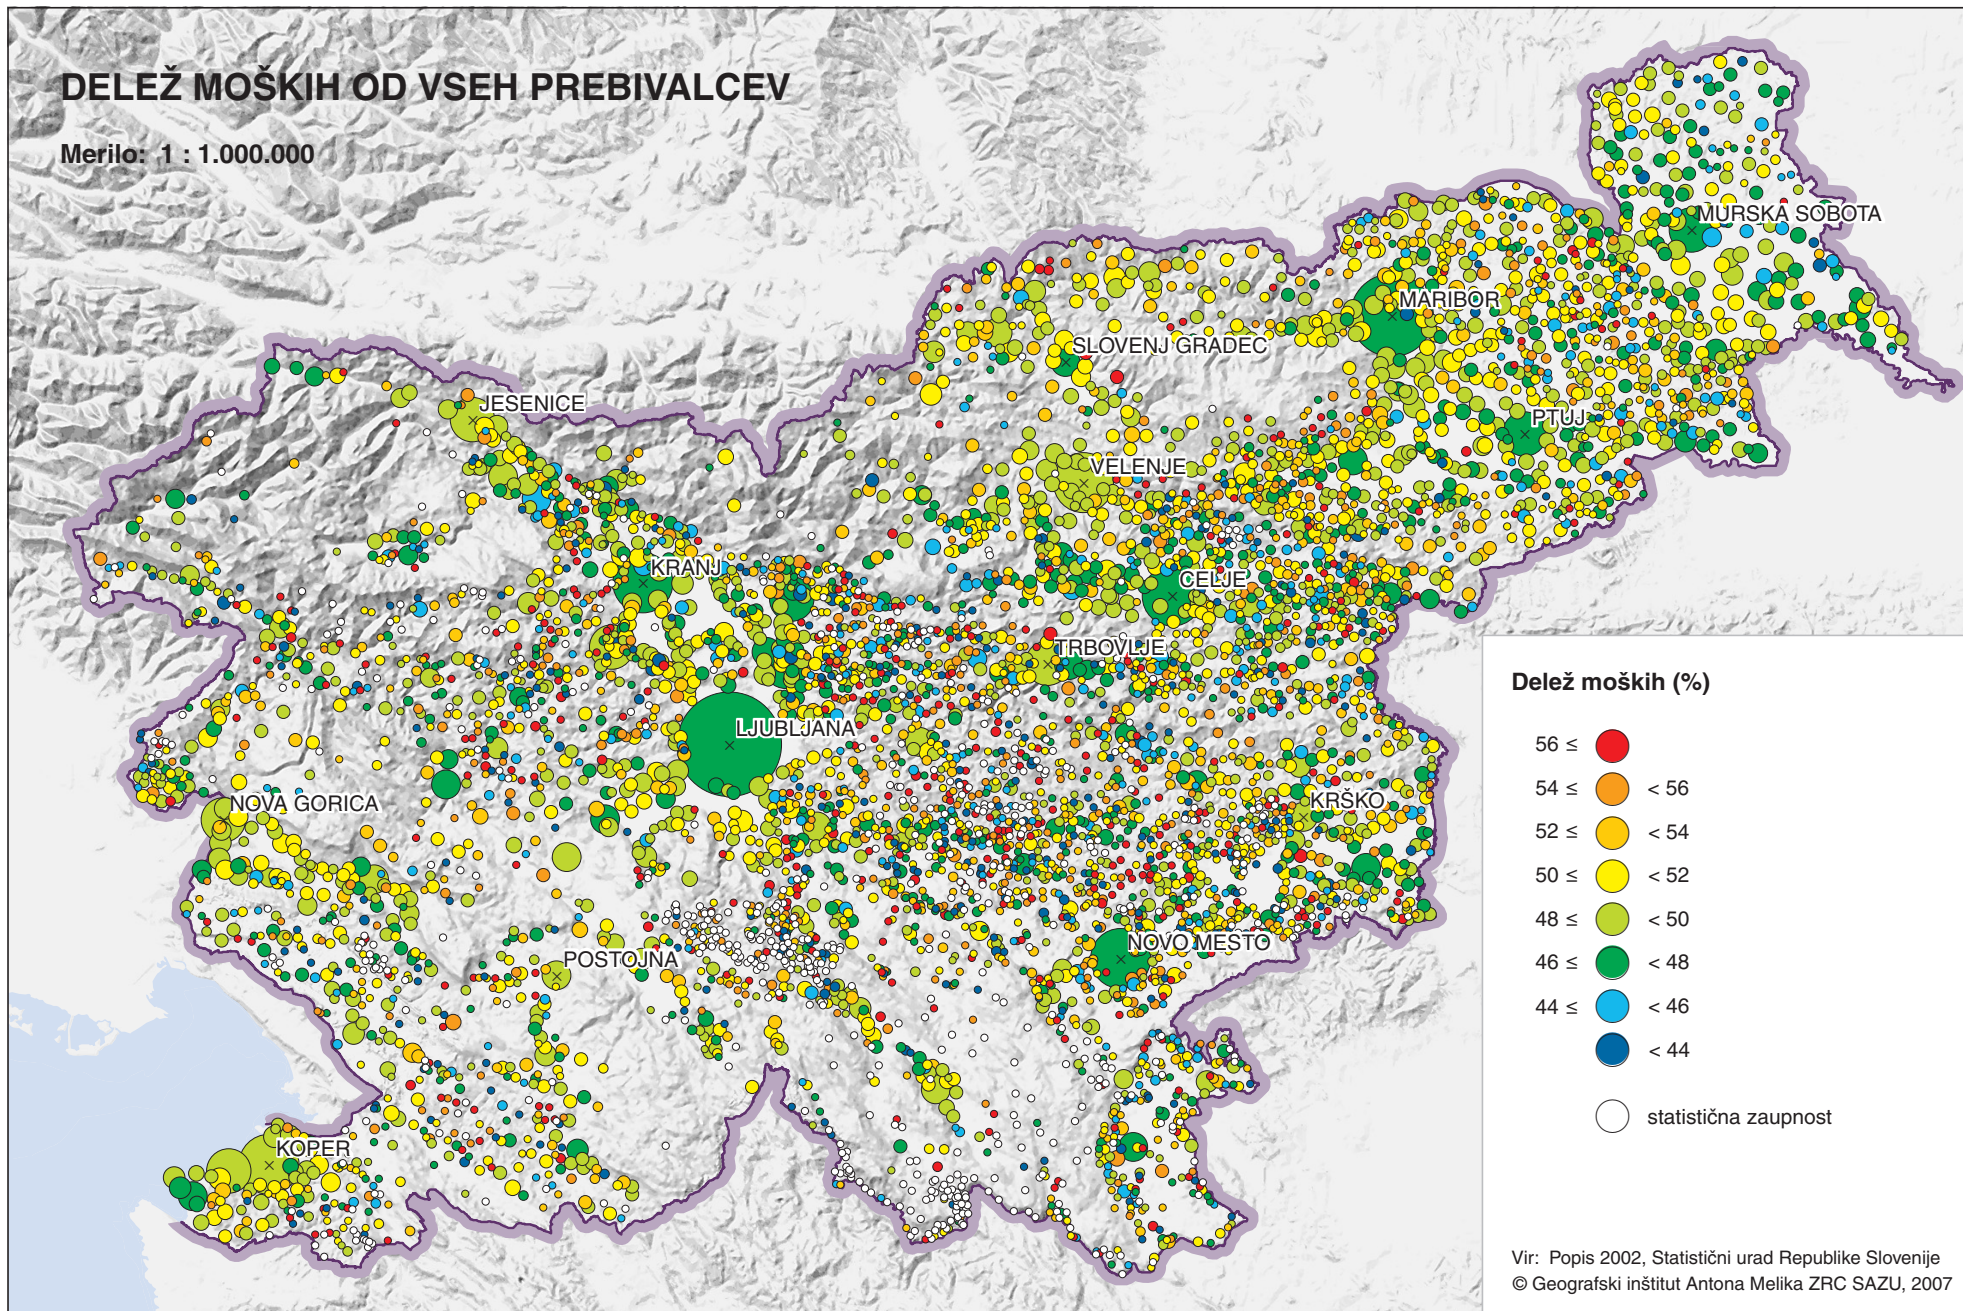 DELEŽ MOŠKIH OD VSEH PREBIVALCEV
Merilo: 1 : 1.000.000
MURSKA SOBOTA
MARIBOR
SLOVENJ GRADEC
JESENICE
PTUJ
VELENJE
KRANJ
CELJE
TRBOVLJE
LJUBLJANA
NOVA GORICA
KRŠKO
NOVO MESTO
POSTOJNA
KOPER
Delež moških (%)
56 ≤
54 ≤ < 56
52 ≤ < 54
50 ≤ < 52
48 ≤ < 50
46 ≤ < 48
44 ≤ < 46
< 44
statistična zaupnost
Vir: Popis 2002, Statistični urad Republike Slovenije
© Geografski inštitut Antona Melika ZRC SAZU, 2007